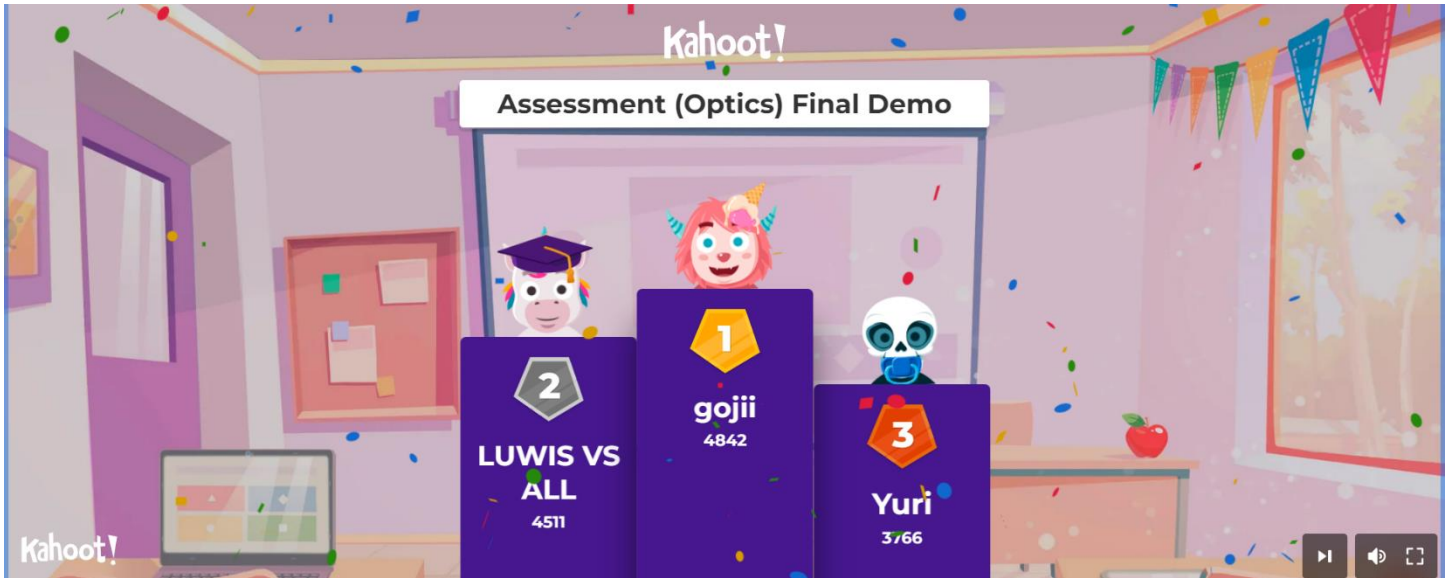 Kahoot!
Assessment (Optics) Final Demo
1
gojii
4842
2
LUWIS VS
ALL
4511
3
Yuri
3766
Kahoot!